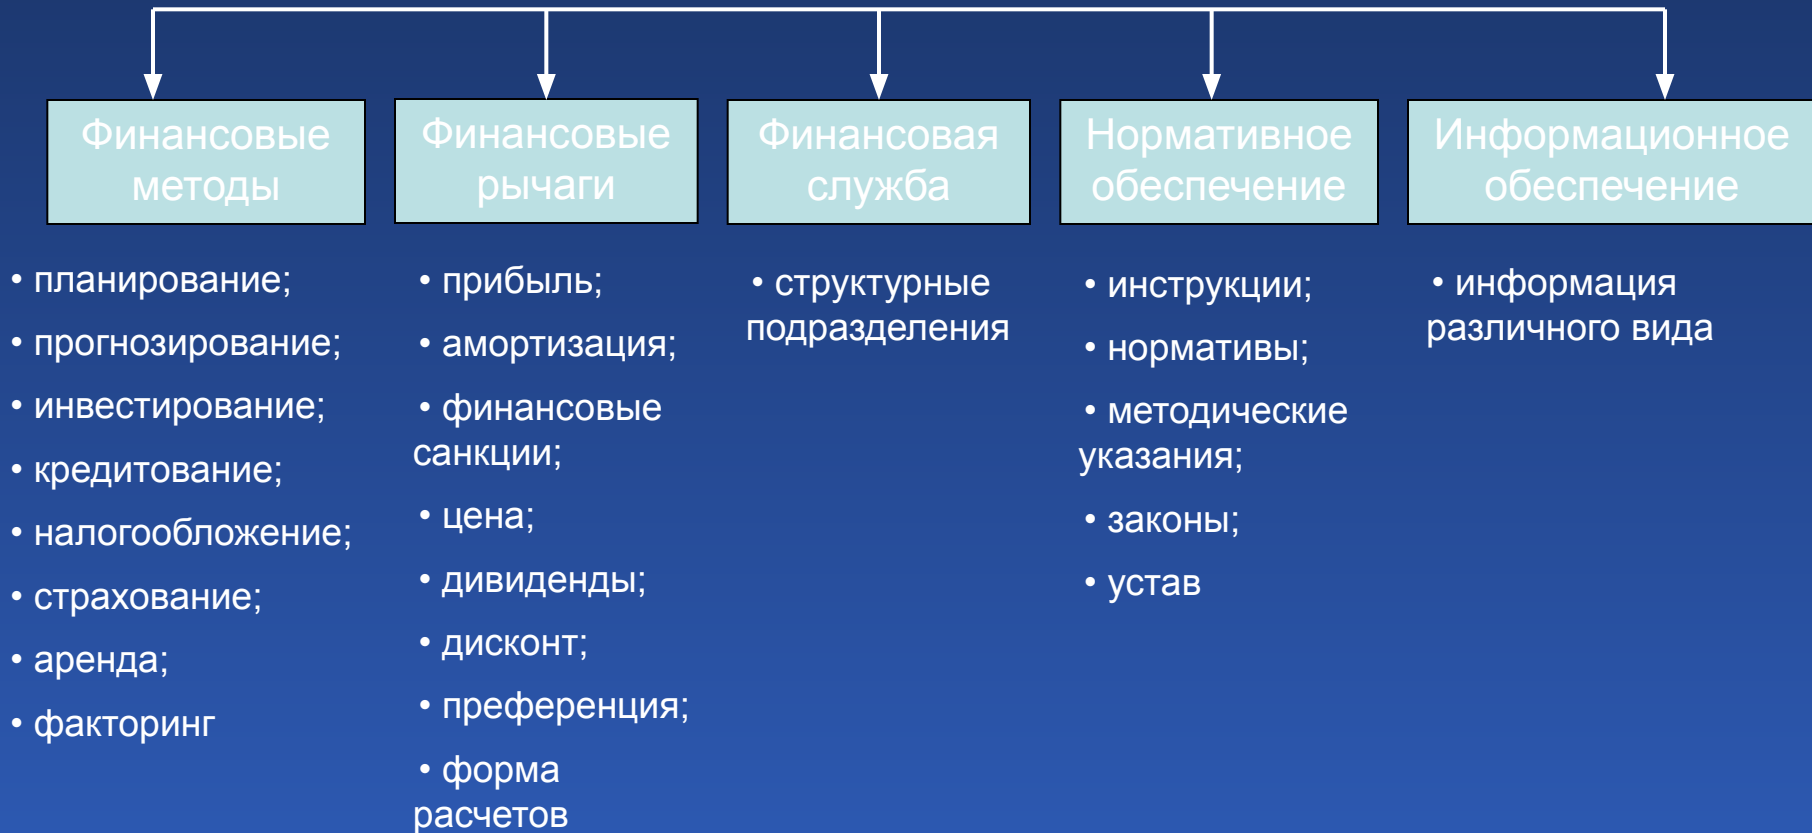 Финансовые
методы
Финансовые
рычаги
Финансовая
служба
Нормативное
обеспечение
Информационное
обеспечение
• планирование;
• прогнозирование;
• инвестирование;
• кредитование;
• налогообложение;
• страхование;
• аренда;
• факторинг
• прибыль;
• амортизация;
• финансовые
санкции;
• цена;
• дивиденды;
• дисконт;
• преференция;
• форма
расчетов
• структурные
подразделения
• инструкции;
• нормативы;
• методические
указания;
• законы;
• устав
• информация
различного вида